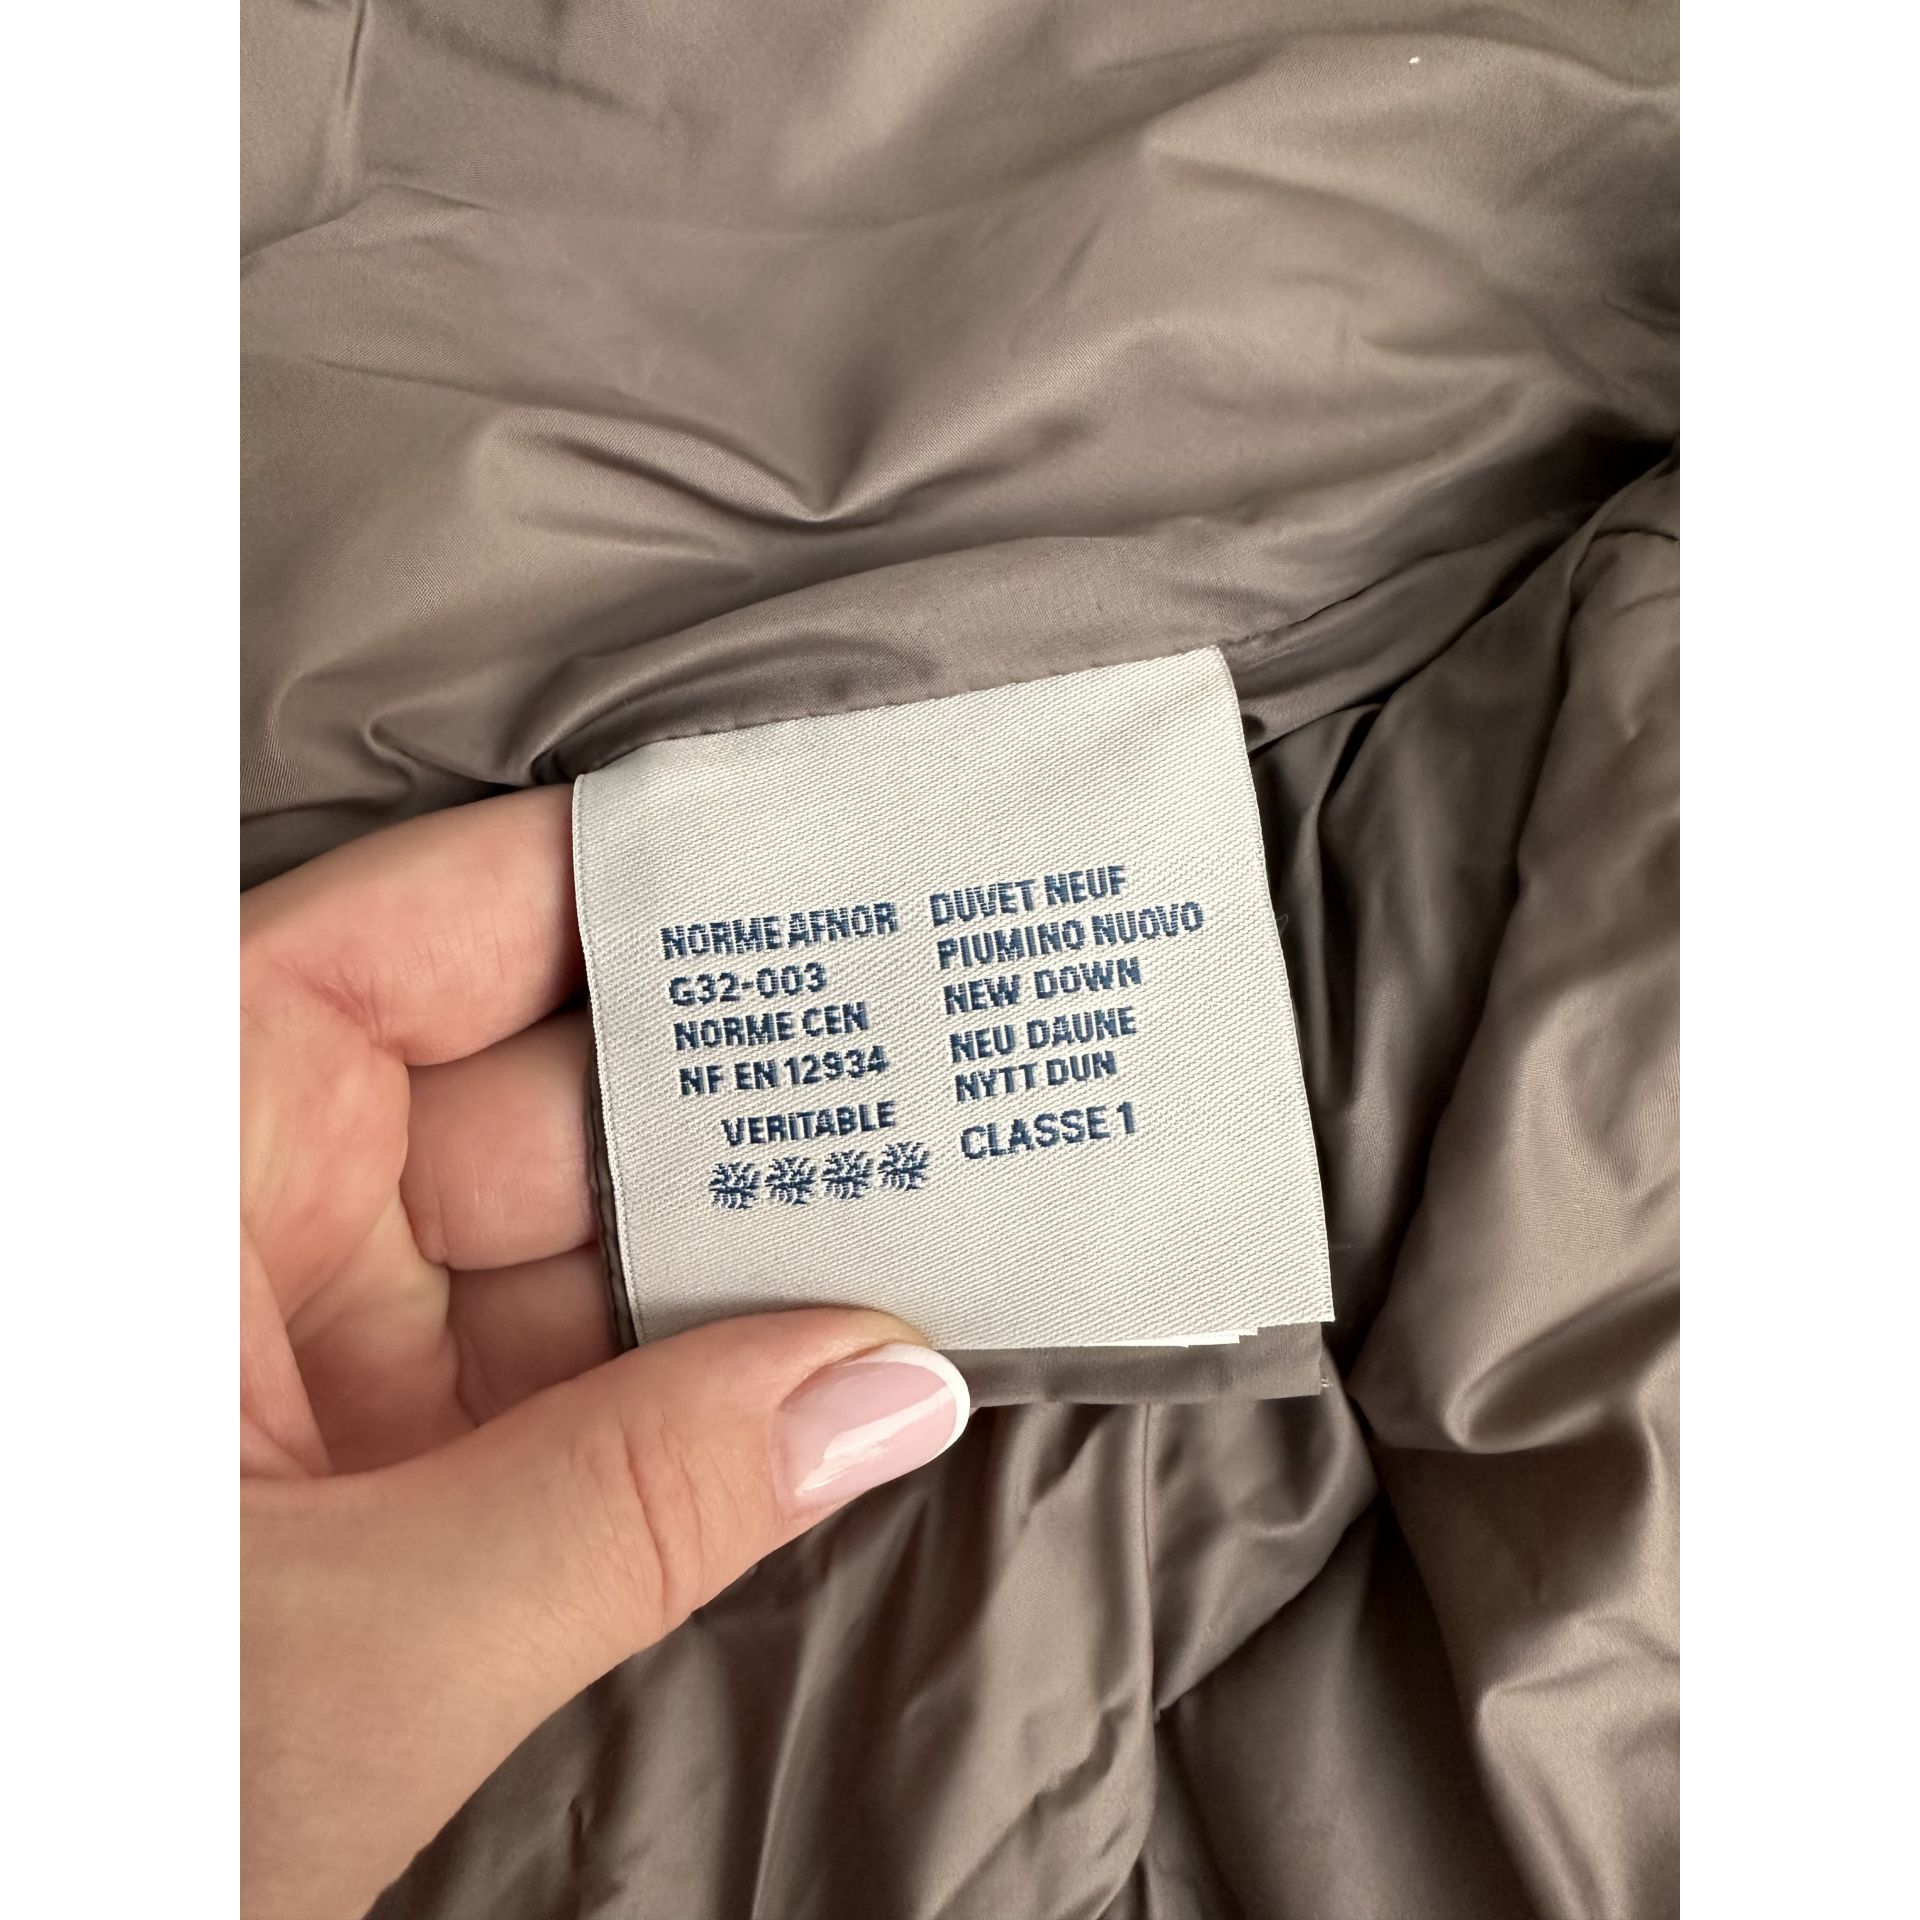 NORME AFNOR
G32-003
NORME CEN
NF EN 12934
VERITABLE
DUVET NEUF
PIUMINO NUOVO
NEW DOWN
NEU DAUNE
NYTT DUN
CLASSE 1